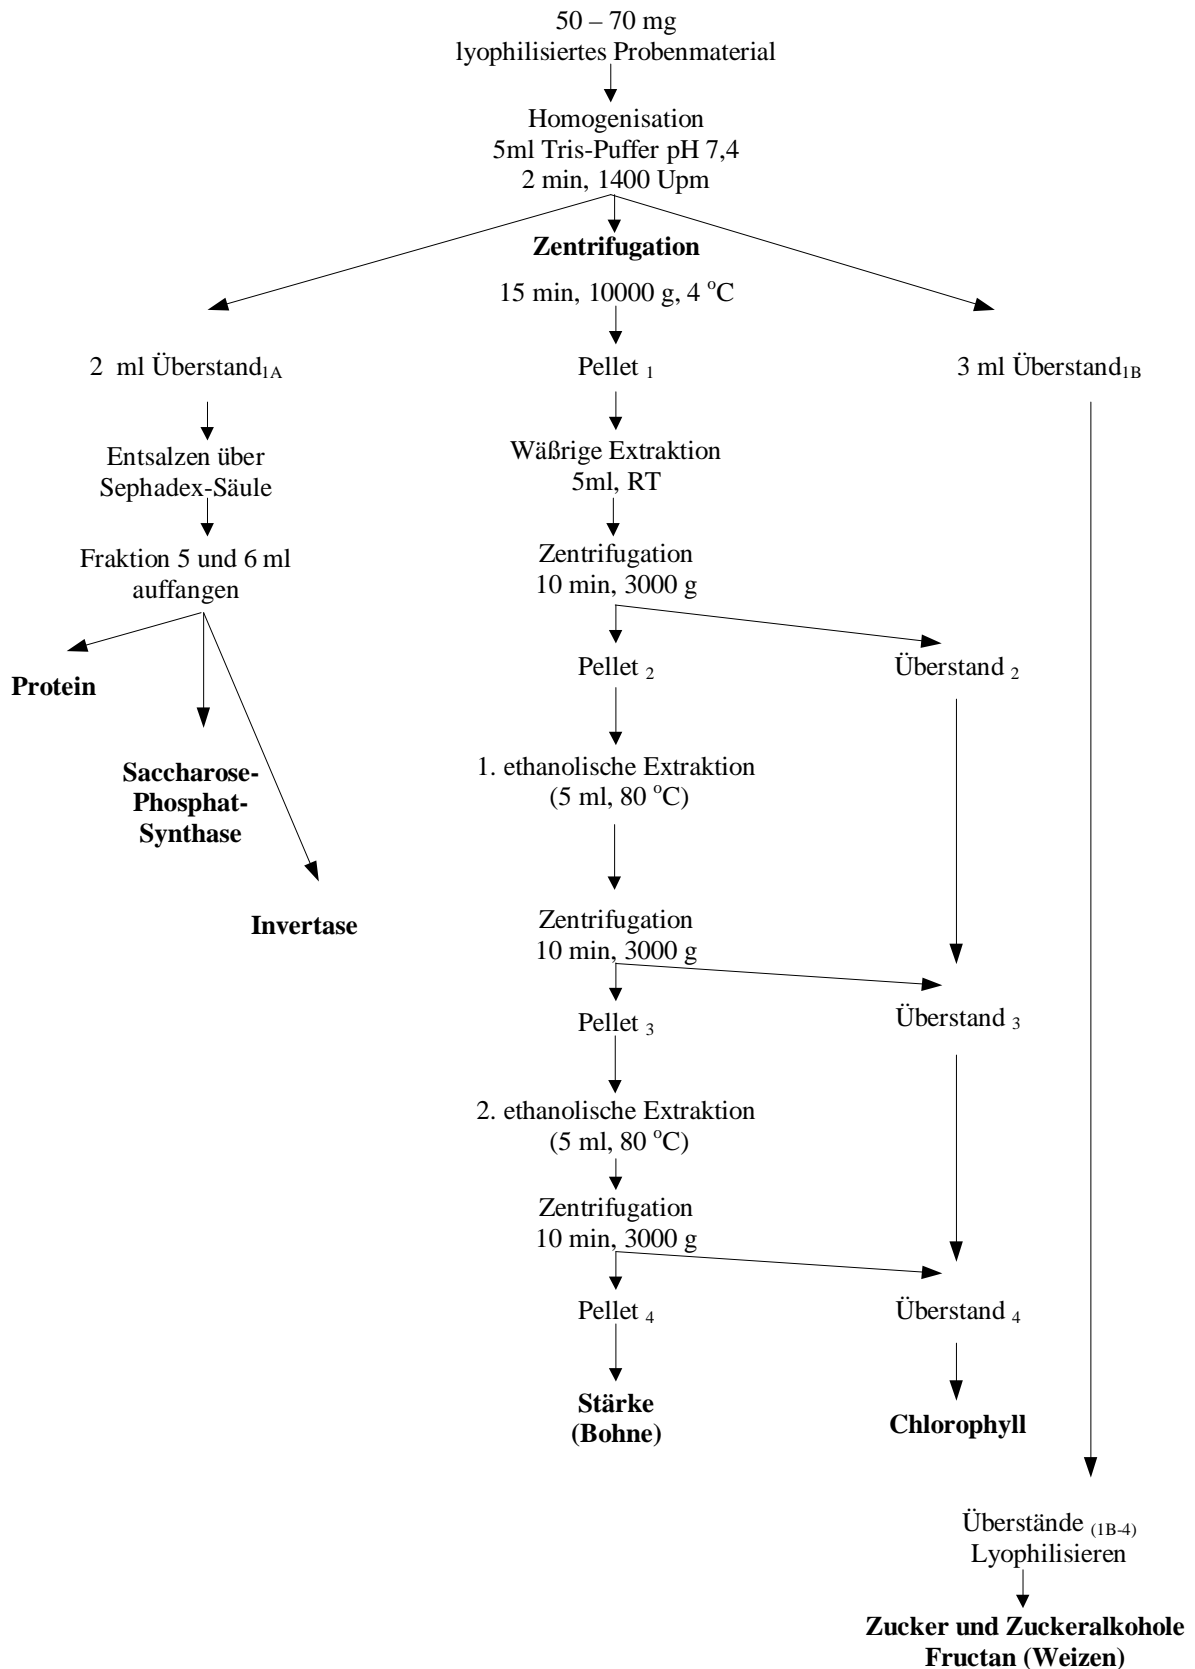 50 – 70 mg
lyophilisiertes Probenmaterial
Homogenisation
5ml Tris-Puffer pH 7,4
2 min, 1400 Upm
Zentrifugation
15 min, 10000 g, 4 °C
2 ml Überstand1A
Pellet 1
3 ml Überstand1B
Entsalzen über
Sephadex-Säule
Wäßrige Extraktion
5ml, RT
Fraktion 5 und 6 ml
auffangen
Zentrifugation
10 min, 3000 g
Protein
Pellet 2
Überstand 2
Saccharose-
Phosphat-
Synthase
1. ethanolische Extraktion
(5 ml, 80 °C)
Invertase
Zentrifugation
10 min, 3000 g
Pellet 3
Überstand 3
2. ethanolische Extraktion
(5 ml, 80 °C)
Zentrifugation
10 min, 3000 g
Pellet 4
Überstand 4
Stärke
(Bohne)
Chlorophyll
Überstände (1B-4)
Lyophilisieren
Zucker und Zuckeralkohole
Fructan (Weizen)